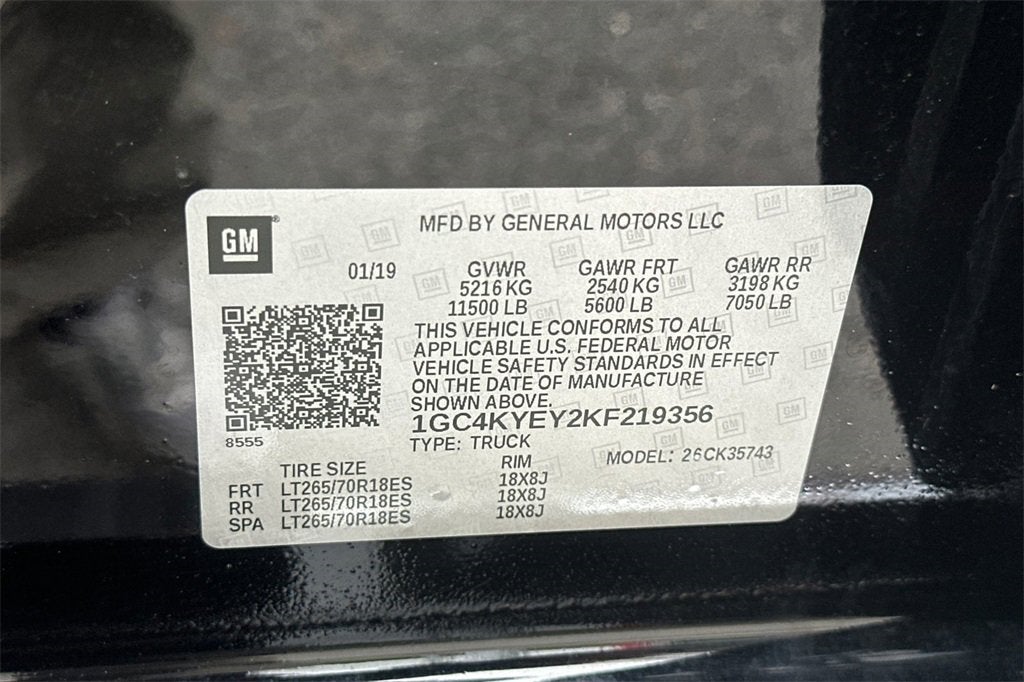 GM
MFD BY GENERAL MOTORS LLC
01/19
GVWR GAWR FRT GAWR RR
5216 KG 2540 KG 3198 KG
11500 LB 5600 LB 7050 LB
THIS VEHICLE CONFORMS TO ALL
APPLICABLE U.S. FEDERAL MOTOR
VEHICLE SAFETY STANDARDS IN EFFECT
ON THE DATE OF MANUFACTURE
SHOWN ABOVE.
1GC4KYEY2KF219356
8555
TYPE: TRUCK MODEL: 26CK35743
TIRE SIZE RIM
FRT LT265/70R18ES 18X8J
RR LT265/70R18ES 18X8J
SPA LT265/70R18ES 18X8J